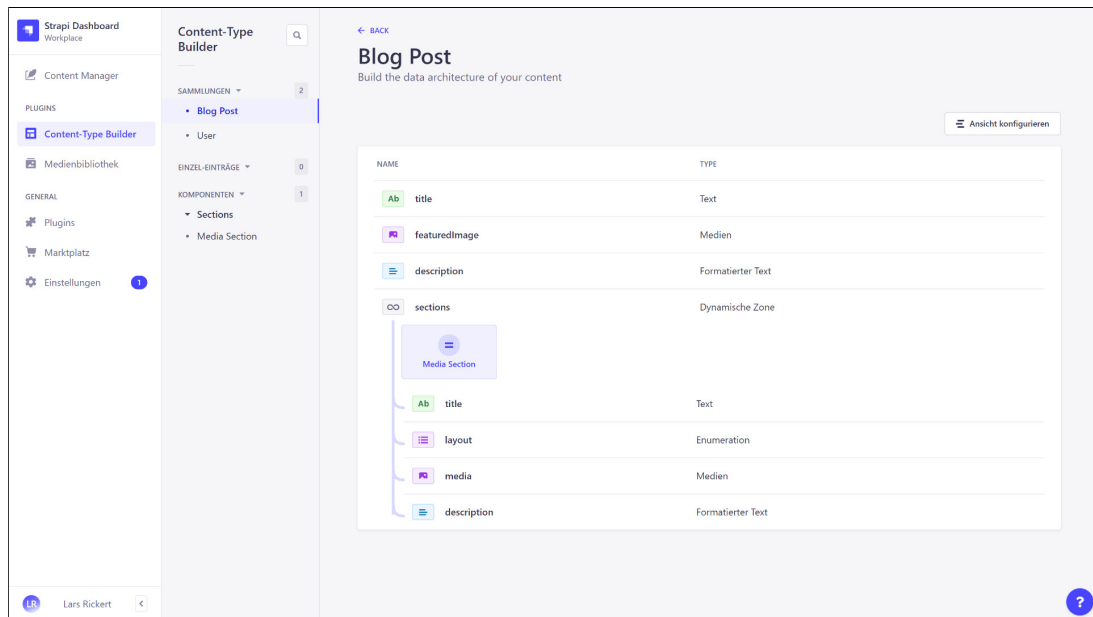 Strapi Dashboard
Workplace
Content Manager
PLUGINS
Content-Type Builder
Medienbibliothek
GENERAL
Plugins
Marktplatz
Einstellungen 1
LR Lars Rickert
Content-Type
Builder
SAMMLUNGEN 2
Blog Post
User
EINZEL-EINTRÄGE 0
KOMPONENTEN 1
Sections
Media Section
← BACK
Blog Post
Build the data architecture of your content
Ansicht konfigurieren
NAME TYPE
Ab title Text
featuredImage Medien
description Formatierter Text
sections Dynamische Zone
Media Section
Ab title Text
layout Enumeration
media Medien
description Formatierter Text
?